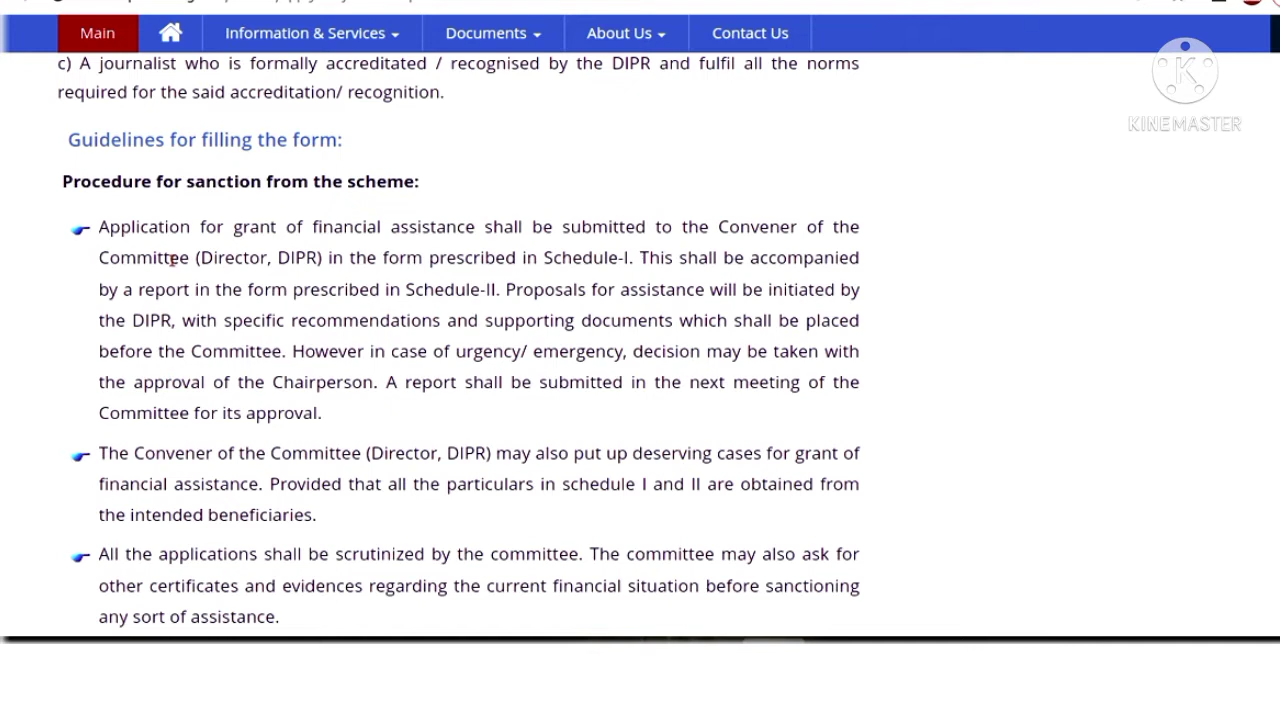 Main Information & Services Documents About Us Contact Us
c) A journalist who is formally accredited / recognised by the DIPR and fulfil all the norms
required for the said accreditation/ recognition.
K
KINEMASTER
Guidelines for filling the form:
Procedure for sanction from the scheme:
Application for grant of financial assistance shall be submitted to the Convener of the
Committee (Director, DIPR) in the form prescribed in Schedule-I. This shall be accompanied
by a report in the form prescribed in Schedule-II. Proposals for assistance will be initiated by
the DIPR, with specific recommendations and supporting documents which shall be placed
before the Committee. However in case of urgency/ emergency, decision may be taken with
the approval of the Chairperson. A report shall be submitted in the next meeting of the
Committee for its approval.
The Convener of the Committee (Director, DIPR) may also put up deserving cases for grant of
financial assistance. Provided that all the particulars in schedule I and II are obtained from
the intended beneficiaries.
All the applications shall be scrutinized by the committee. The committee may also ask for
other certificates and evidences regarding the current financial situation before sanctioning
any sort of assistance.